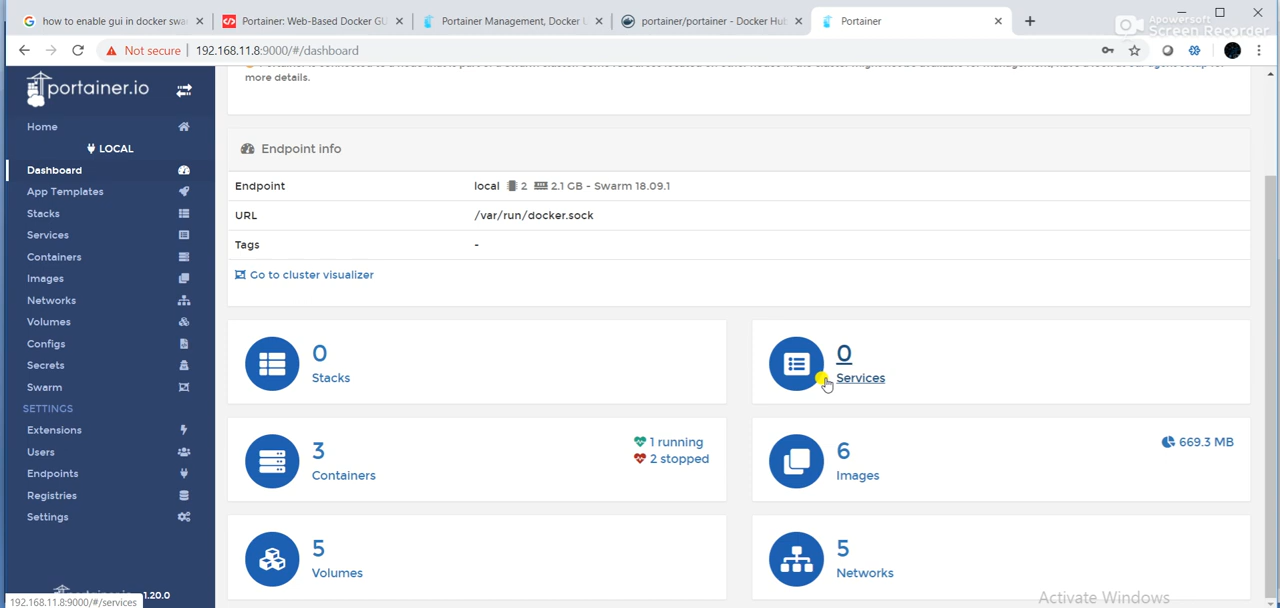 how to enable gui in docker swa
Portainer: Web-Based Docker GU
Portainer Management, Docker U
portainer/portainer - Docker Hub
Portainer
Apowersoft
Screen Recorder
Not secure
192.168.11.8:9000/#/dashboard
portainer.io
Home
LOCAL
Dashboard
App Templates
Stacks
Services
Containers
Images
Networks
Volumes
Configs
Secrets
Swarm
SETTINGS
Extensions
Users
Endpoints
Registries
Settings
1.20.0
192.168.11.8:9000/#/services
more details.
Endpoint info
Endpoint local 2 2.1 GB - Swarm 18.09.1
URL /var/run/docker.sock
Tags -
Go to cluster visualizer
0
Stacks
0
Services
3
Containers
1 running
2 stopped
6
Images
669.3 MB
5
Volumes
5
Networks
Activate Windows